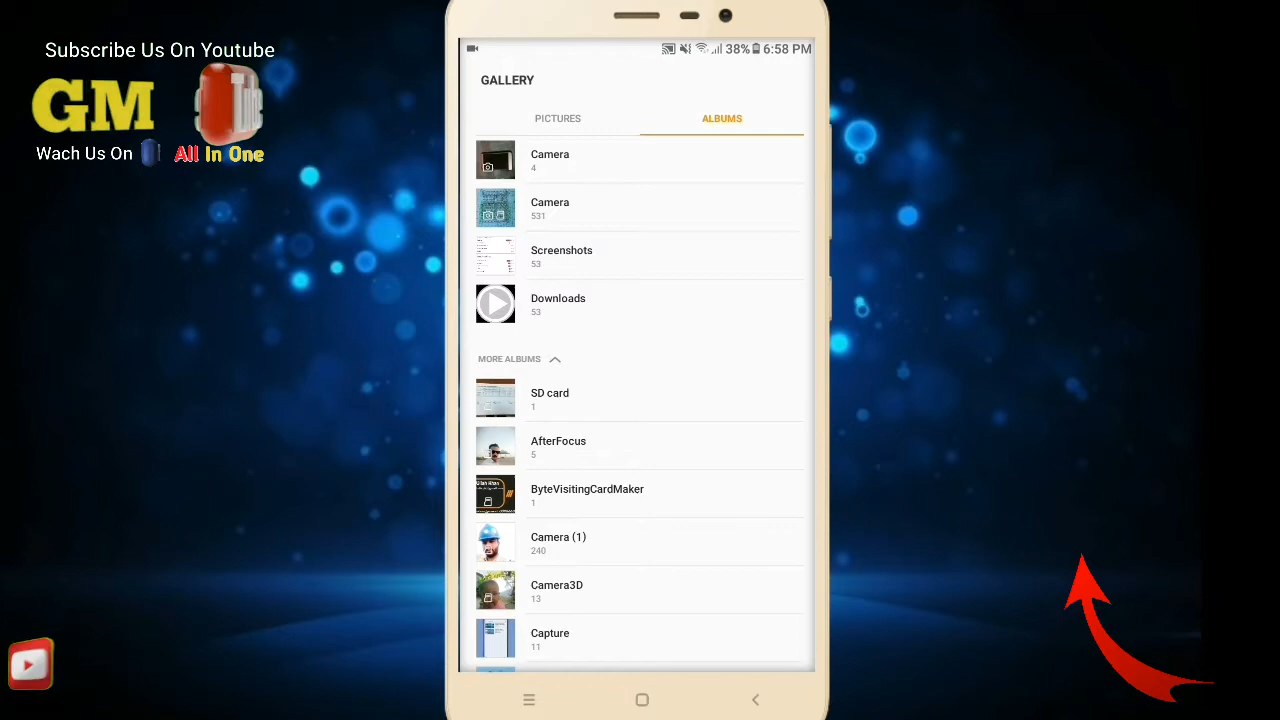 Subscribe Us On Youtube
GM
Wach Us On
All In One
38% 6:58 PM
GALLERY
PICTURES
ALBUMS
Camera
4
Camera
531
Screenshots
53
Downloads
53
MORE ALBUMS
SD card
1
AfterFocus
5
ByteVisitingCardMaker
1
Camera (1)
240
Camera3D
13
Capture
11